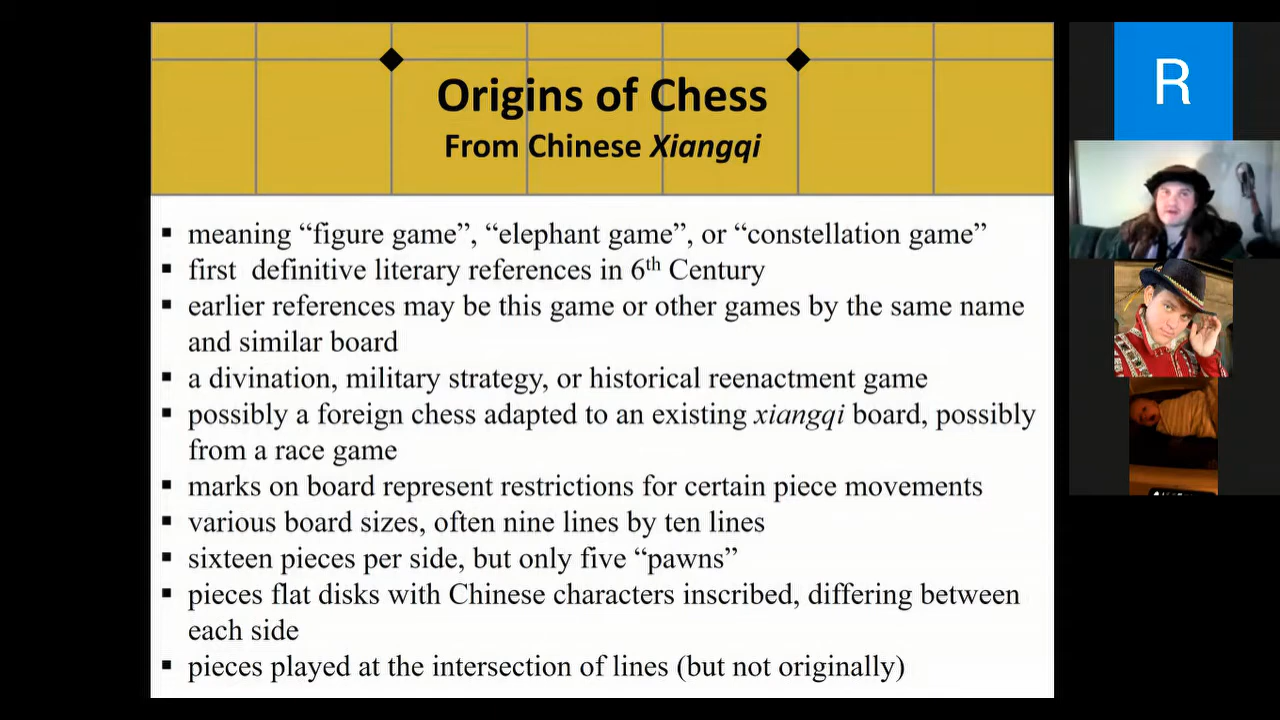 Origins of Chess
From Chinese Xiangqi
▪ meaning “figure game”, “elephant game”, or “constellation game”
▪ first definitive literary references in 6th Century
▪ earlier references may be this game or other games by the same name
and similar board
▪ a divination, military strategy, or historical reenactment game
▪ possibly a foreign chess adapted to an existing xiangqi board, possibly
from a race game
▪ marks on board represent restrictions for certain piece movements
▪ various board sizes, often nine lines by ten lines
▪ sixteen pieces per side, but only five “pawns”
▪ pieces flat disks with Chinese characters inscribed, differing between
each side
▪ pieces played at the intersection of lines (but not originally)
R